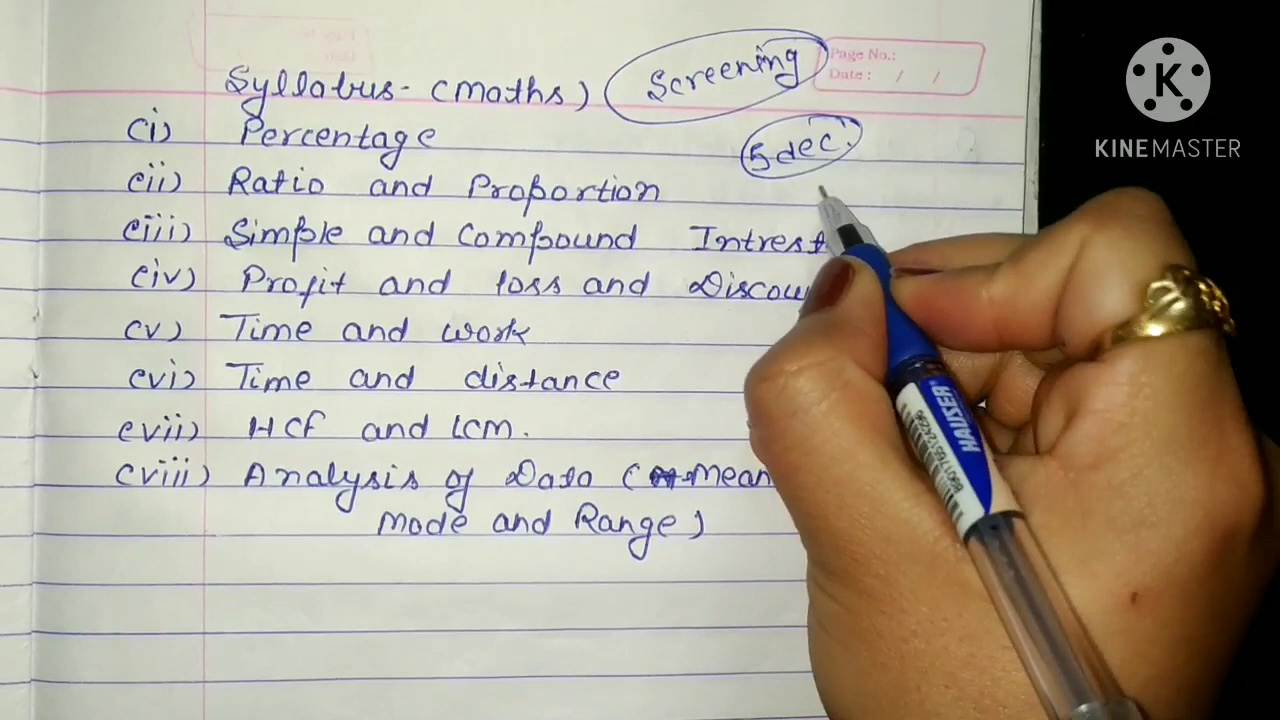 Syllabus- (Maths) Screening
Page No.:
Date: / /
5 dec.
(i) Percentage
(ii) Ratio and Proportion
(iii) Simple and Compound Intrest
(iv) Profit and loss and Discou
(v) Time and work
(vi) Time and distance
(vii) HCF and LCM.
(viii) Analysis of Data (Mean
Mode and Range)
K
KINEMASTER
HAUSER
8901765124296